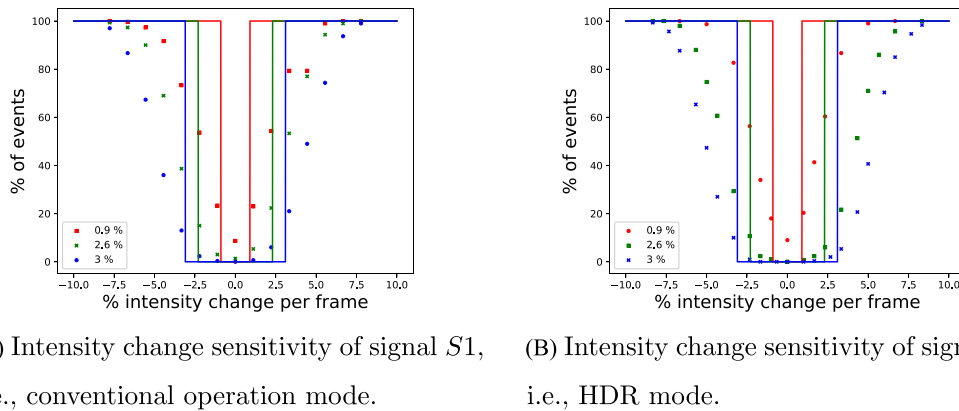 100
80
60
40
20
0
% of events
0.9 %
2.6 %
3 %
−10.0 −7.5 −5.0 −2.5 0.0 2.5 5.0 7.5 10.0
% intensity change per frame
100
80
60
40
20
0
% of events
0.9 %
2.6 %
3 %
−10.0 −7.5 −5.0 −2.5 0.0 2.5 5.0 7.5 10.0
% intensity change per frame
) Intensity change sensitivity of signal S1,
e., conventional operation mode.
(B) Intensity change sensitivity of sign
i.e., HDR mode.